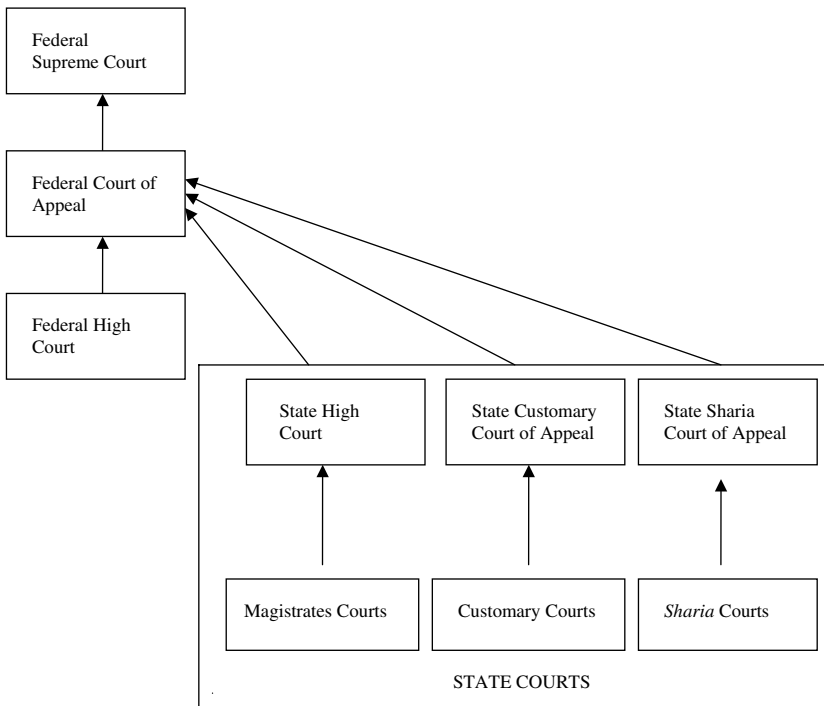 Federal
Supreme Court
Federal Court of
Appeal
Federal High
Court
State High
Court
State Customary
Court of Appeal
State Sharia
Court of Appeal
Magistrates Courts
Customary Courts
Sharia Courts
STATE COURTS